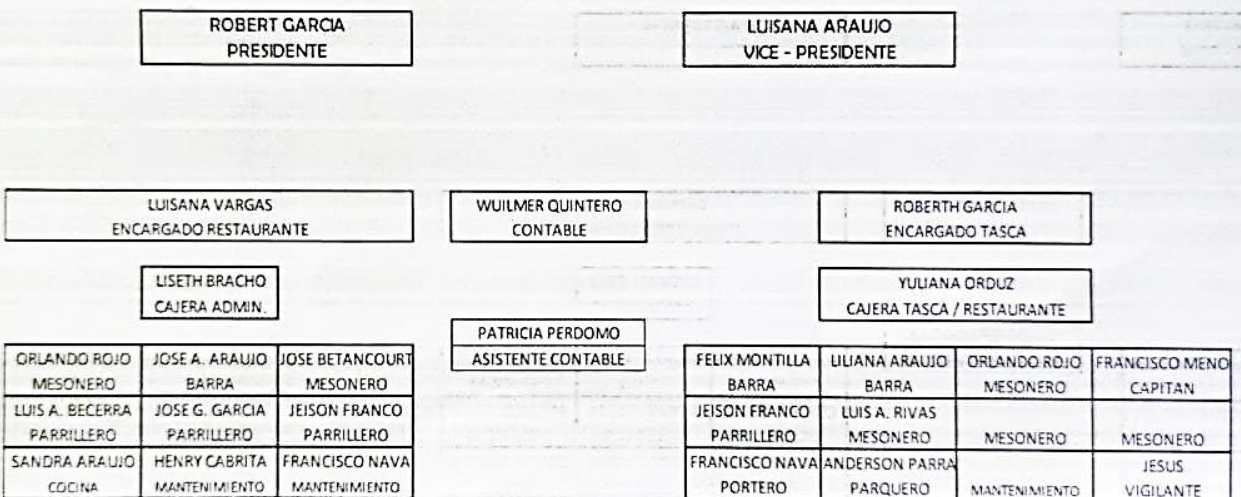 ROBERT GARCIA
PRESIDENTE
LUISANA ARAUJO
VICE - PRESIDENTE
LUISANA VARGAS
ENCARGADO RESTAURANTE
WUILMER QUINTERO
CONTABLE
ROBERTH GARCIA
ENCARGADO TASCA
LISETH BRACHO
CAJERA ADMIN.
YULIANA ORDUZ
CAJERA TASCA / RESTAURANTE
PATRICIA PERDOMO
ASISTENTE CONTABLE
ORLANDO ROJO JOSE A. ARAUJO JOSE BETANCOURT
MESONERO BARRA MESONERO
LUIS A. BECERRA JOSE G. GARCIA JEISON FRANCO
PARRILLERO PARRILLERO PARRILLERO
SANDRA ARAUJO HENRY CABRITA FRANCISCO NAVA
COCINA MANTENIMIENTO MANTENIMIENTO
FELIX MONTILLA LILIANA ARAUJO ORLANDO ROJO FRANCISCO MENO
BARRA BARRA MESONERO CAPITAN
JEISON FRANCO LUIS A. RIVAS
PARRILLERO MESONERO MESONERO MESONERO
FRANCISCO NAVA ANDERSON PARRA JESUS
PORTERO PARQUERO MANTENIMIENTO VIGILANTE